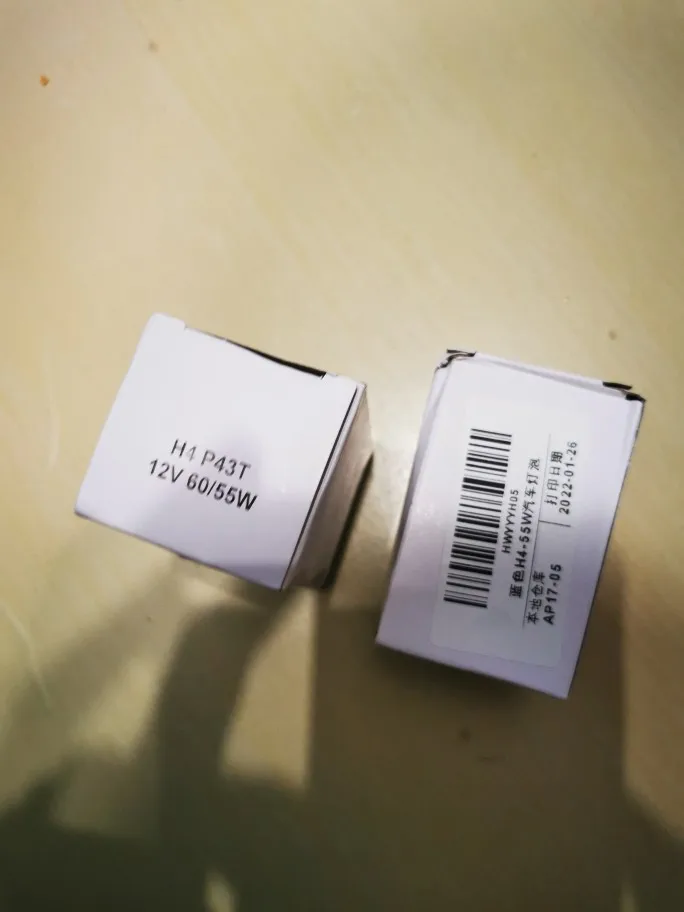 H4 P43T
12V 60/55W
HWYYYH05
蓝色H4-55W汽车灯泡
本地仓库
AP17-05
打印日期
2022-01-26